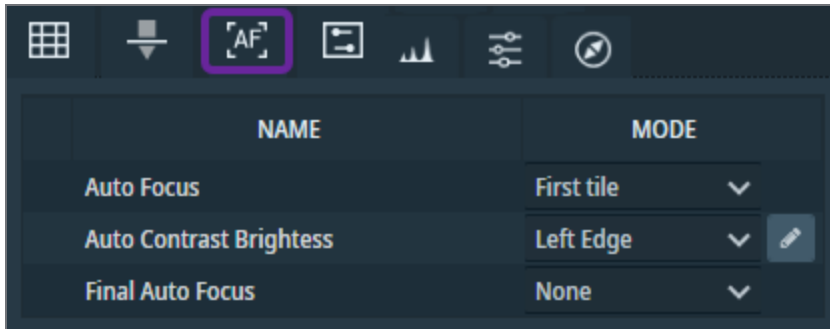 AF
NAME MODE
Auto Focus First tile
Auto Contrast Brightess Left Edge
Final Auto Focus None